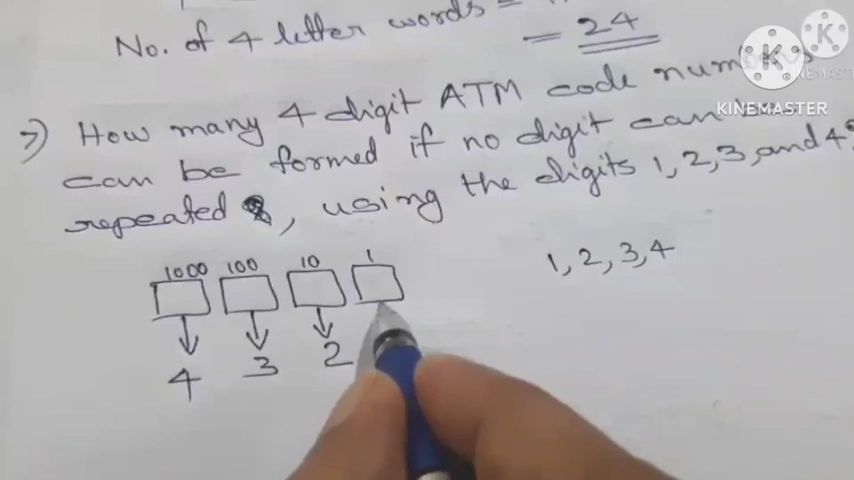 No. of 4 letter words =
= 24
7) How many 4 digit ATM code numbers
can be formed if no digit can be
repeated , using the digits 1, 2, 3, and 4?
1000 100 10 1
1, 2, 3, 4
4 3 2
K
KINEMASTER
K